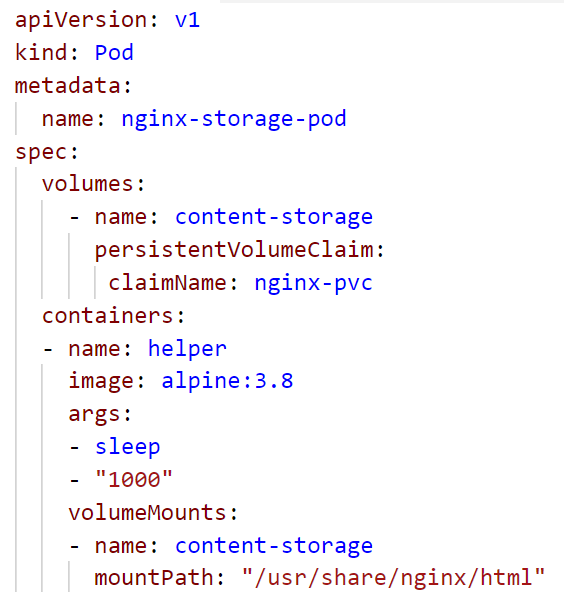 apiVersion: v1
kind: Pod
metadata:
  name: nginx-storage-pod
spec:
  volumes:
    - name: content-storage
      persistentVolumeClaim:
       claimName: nginx-pvc
  containers:
  - name: helper
    image: alpine:3.8
    args:
    - sleep
    - "1000"
    volumeMounts:
    - name: content-storage
      mountPath: "/usr/share/nginx/html"